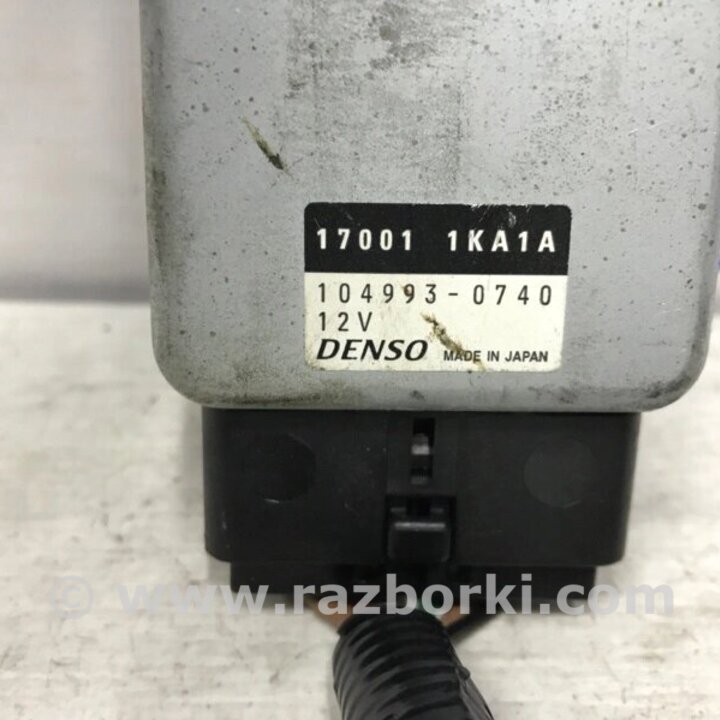 17001 1KA1A
104993-0740
12V
DENSO MADE IN JAPAN
© www.razborki.com